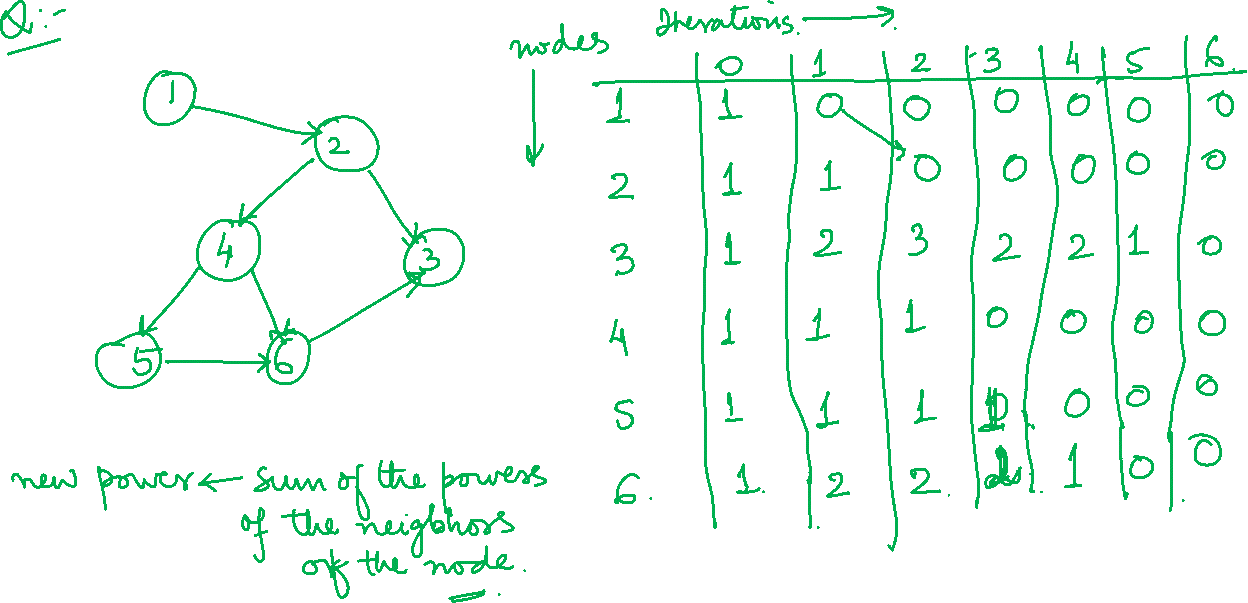 Q:-
Iterations.
nodes
0 1 2 3 4 5 6.
1 1 0 0 0 0 0 0
2 1 1 0 0 0 0 0
3 1 2 3 2 2 1 0
4 1 1 1 0 0 0 0
5 1 1 1 0 0 0
6. 1. 2 2. 1 0 0
1
2
4
3
5
6
new power ← sum of the powers
of the neighbors
of the node.